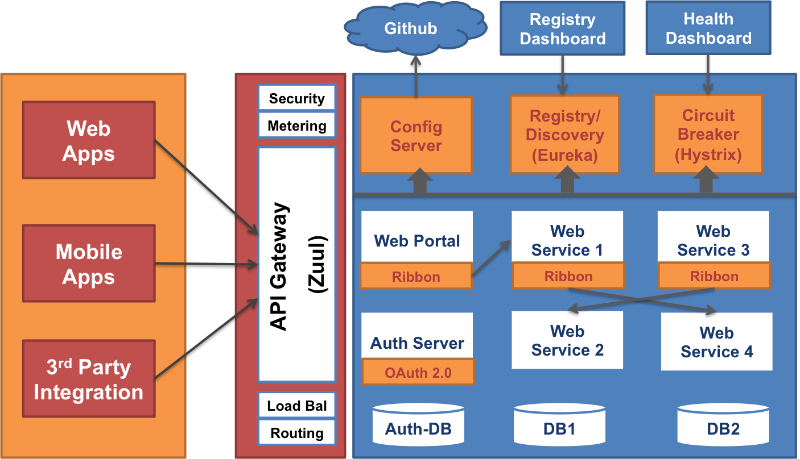 Github
Registry
Dashboard
Health
Dashboard
Web
Apps
Mobile
Apps
3rd Party
Integration
Security
Metering
API Gateway
(Zuul)
Load Bal
Routing
Config
Server
Registry/
Discovery
(Eureka)
Circuit
Breaker
(Hystrix)
Web Portal
Ribbon
Web
Service 1
Ribbon
Web
Service 3
Ribbon
Auth Server
OAuth 2.0
Web
Service 2
Web
Service 4
Auth-DB
DB1
DB2